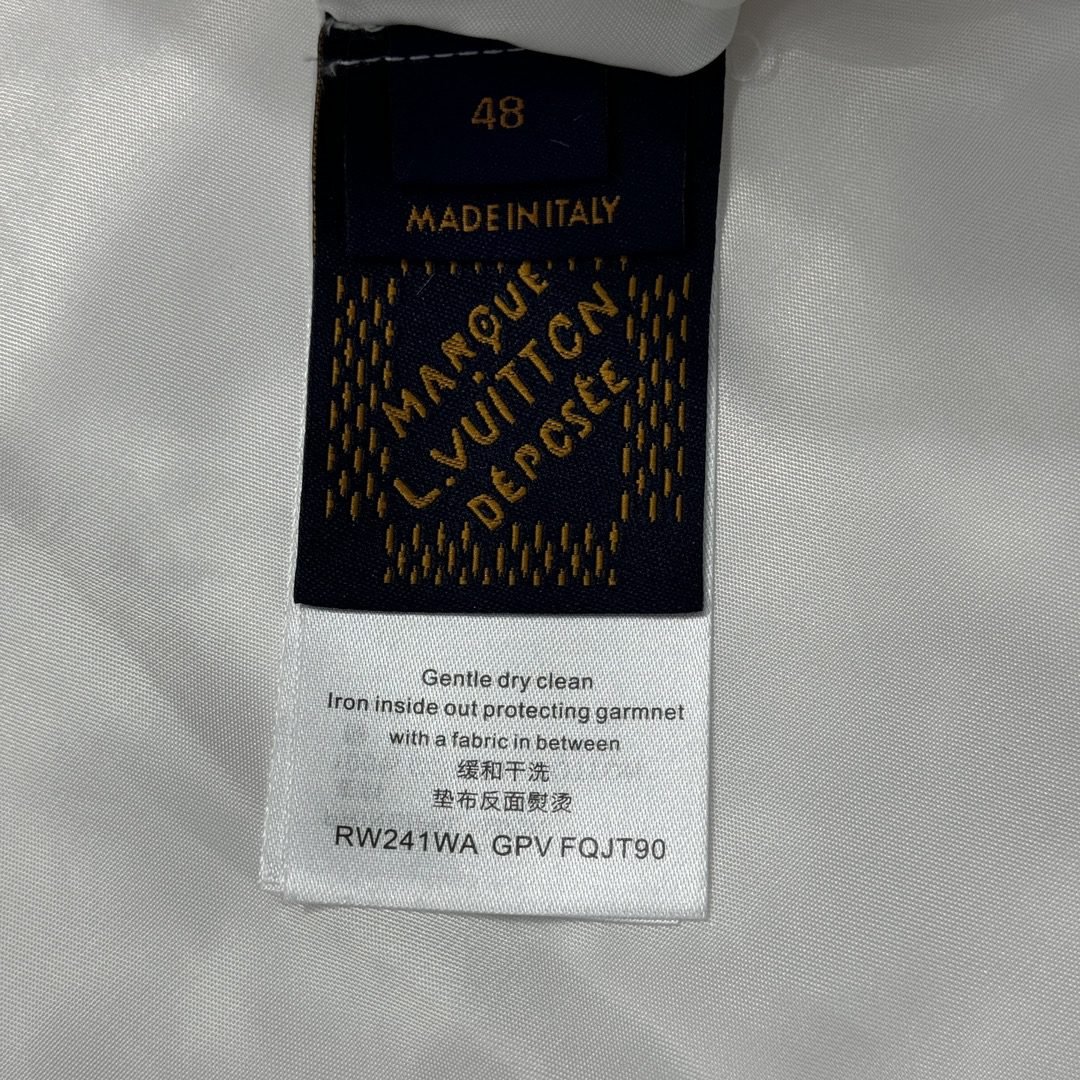 48
MADE IN ITALY
MARQUE
L.VUITTON
DÉPOSÉE
Gentle dry clean
Iron inside out protecting garmnet
with a fabric in between
缓和干洗
垫布反面熨烫
RW241WA GPV FQJT90